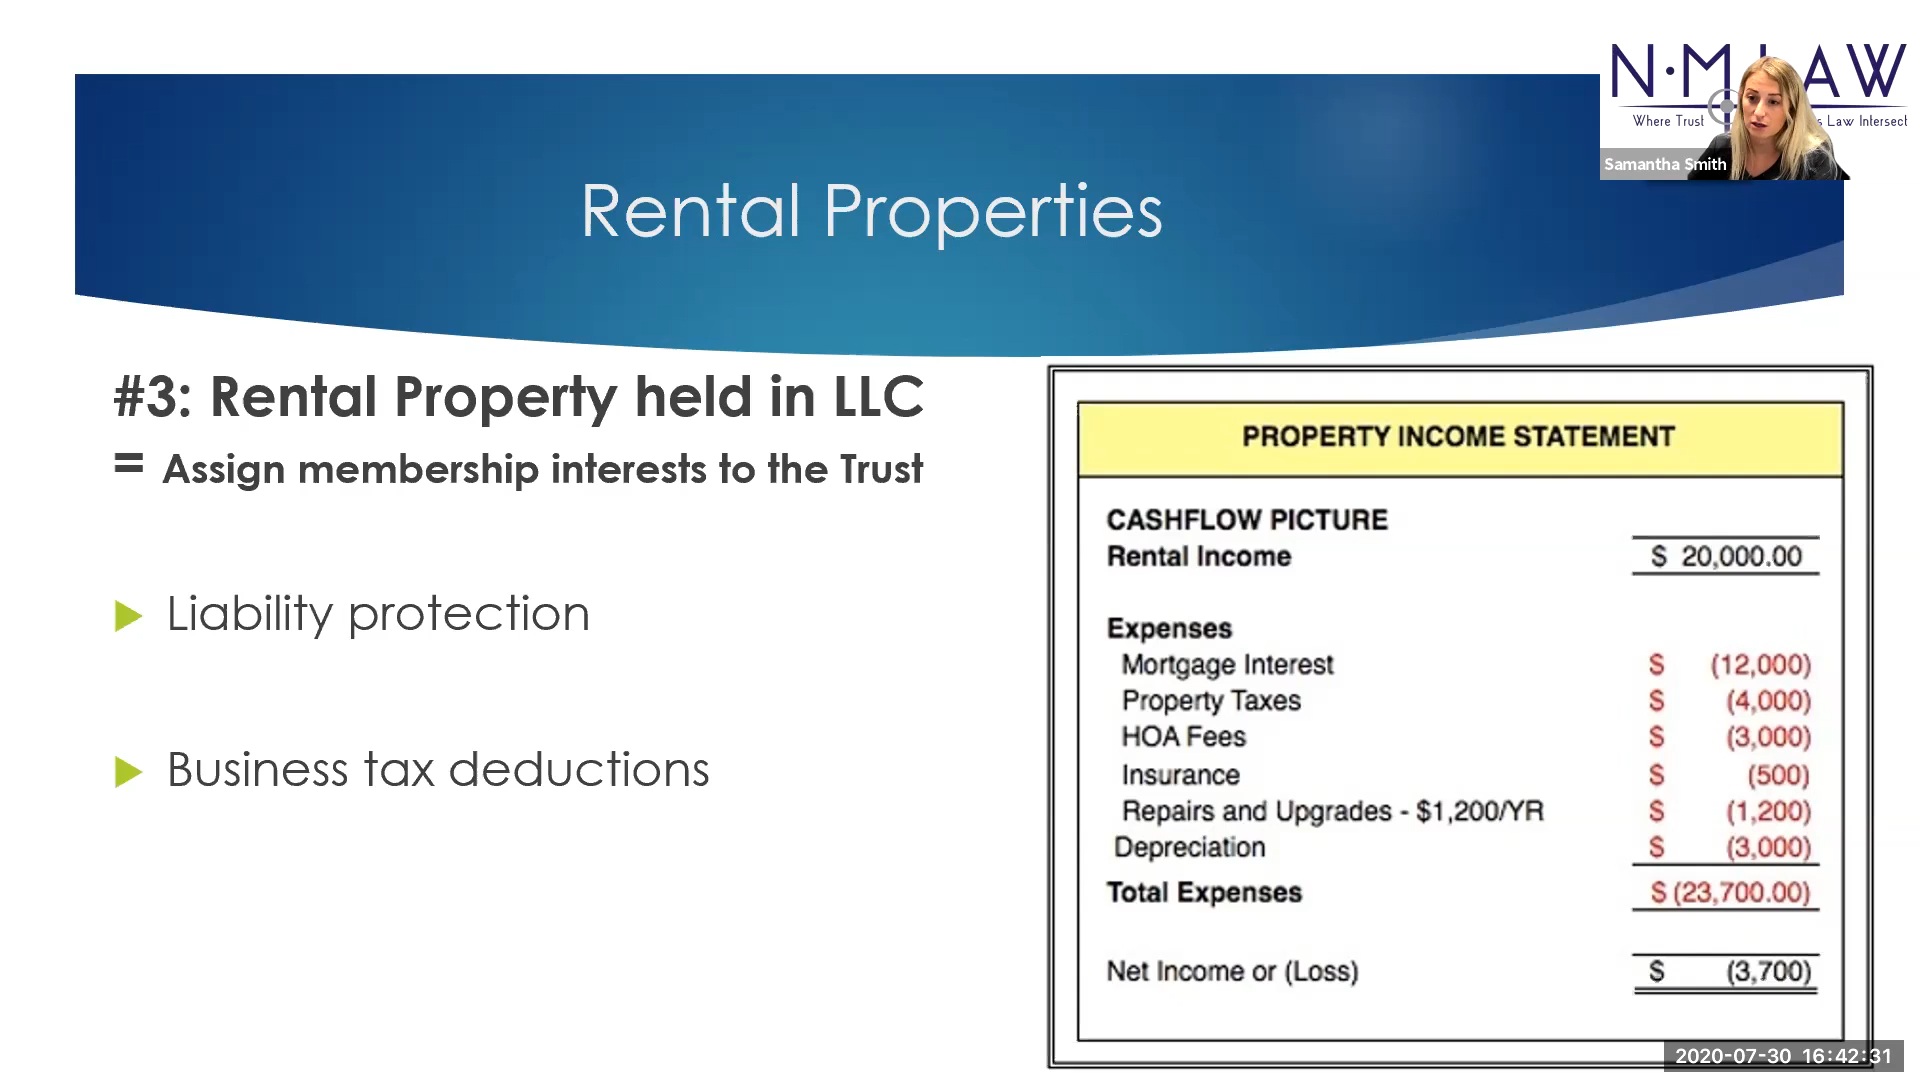 N·M LAW
Where Trust
s Law Intersect
Samantha Smith
Rental Properties
#3: Rental Property held in LLC
= Assign membership interests to the Trust
Liability protection
Business tax deductions
PROPERTY INCOME STATEMENT
CASHFLOW PICTURE
Rental Income $ 20,000.00
Expenses
Mortgage Interest $ (12,000)
Property Taxes $ (4,000)
HOA Fees $ (3,000)
Insurance $ (500)
Repairs and Upgrades - $1,200/YR $ (1,200)
Depreciation $ (3,000)
Total Expenses $ (23,700.00)
Net Income or (Loss) $ (3,700)
2020-07-30 16:42:31